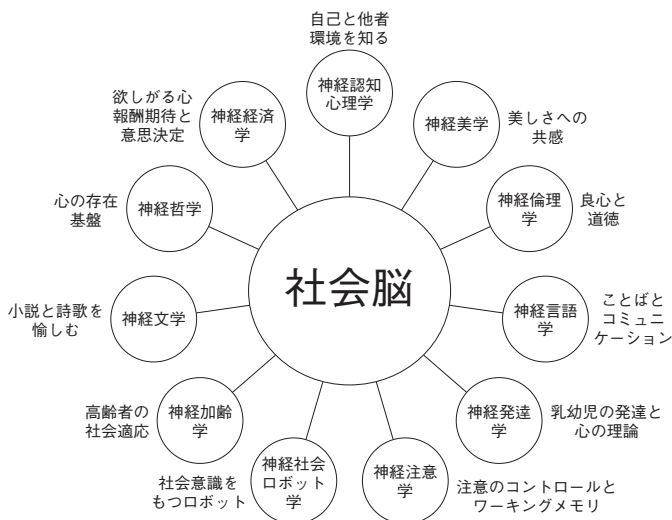 自己と他者
環境を知る
神経認知
心理学
欲しがる心
報酬期待と
意思決定
神経経済
学
神経美学
美しさへの
共感
心の存在
基盤
神経哲学
神経倫理
学
良心と
道徳
社会脳
小説と詩歌を
愉しむ
神経文学
神経言語
学
ことばと
コミュニ
ケーション
高齢者の
社会適応
神経加齢
学
神経発達
学
乳幼児の発達と
心の理論
社会意識を
もつロボット
神経社会
ロボット
学
神経注意
学
注意のコントロールと
ワーキングメモリ